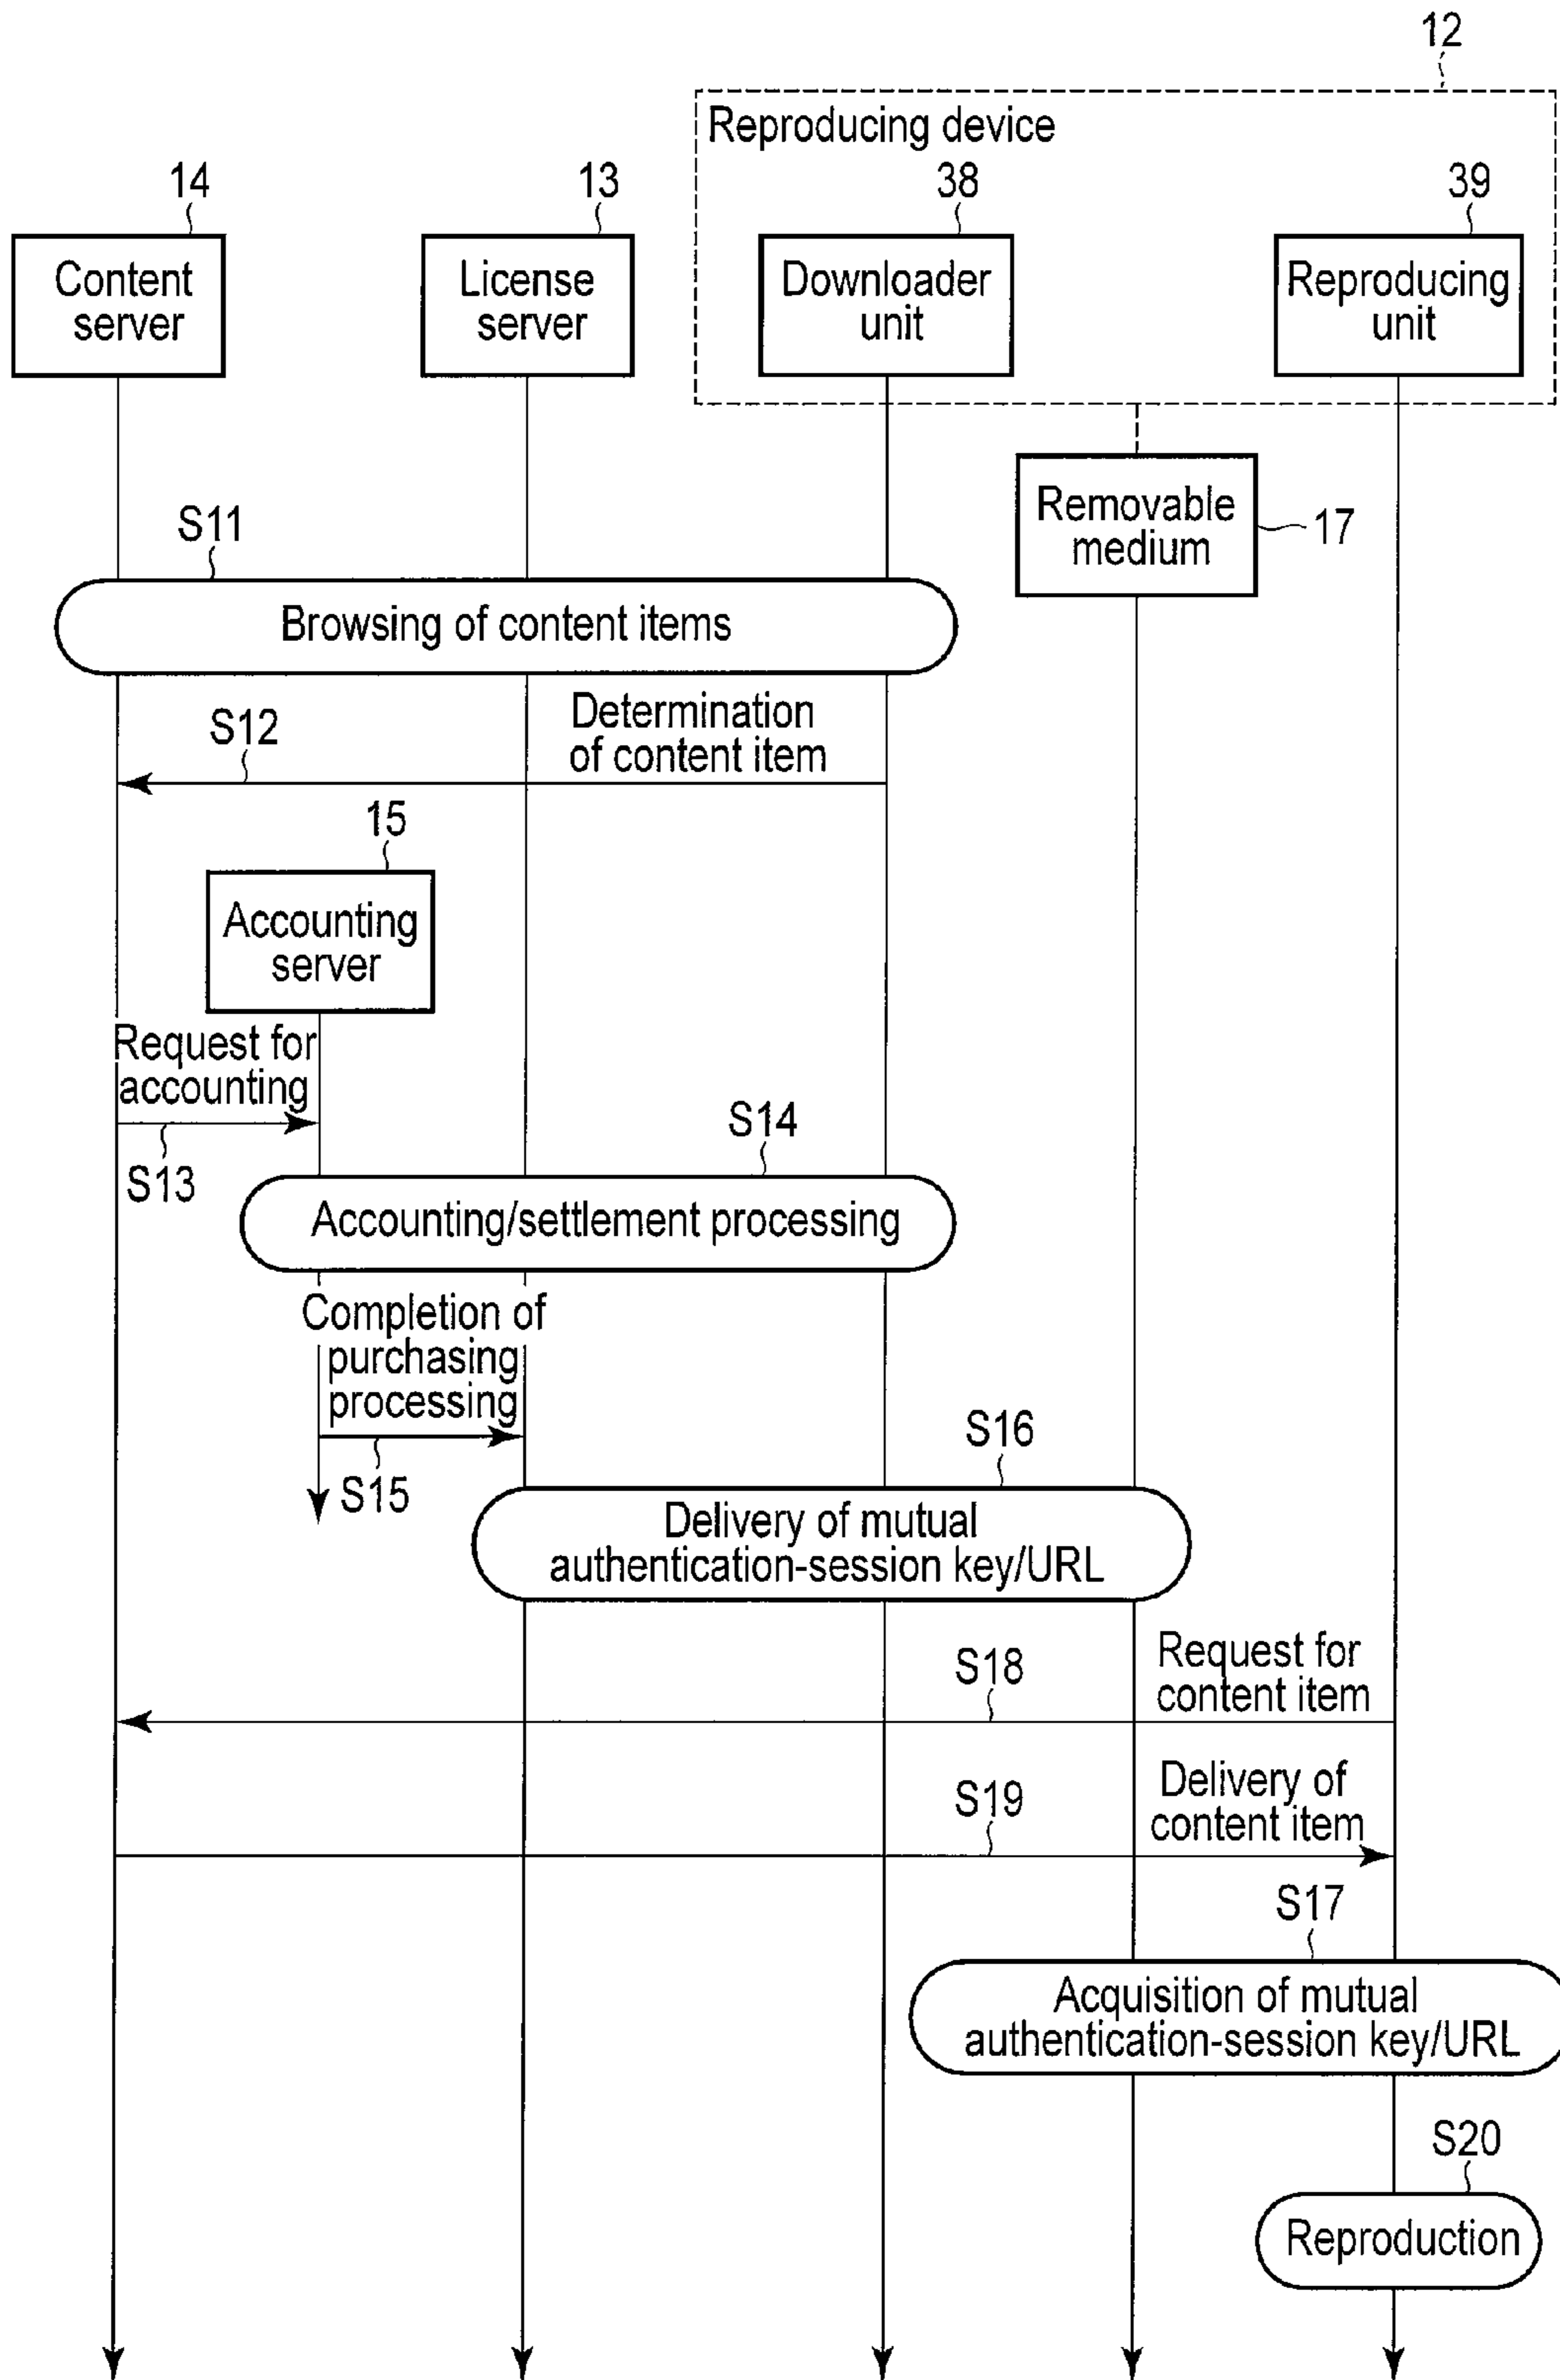 12
Reproducing device
14
13
38
39
Content
server
License
server
Downloader
unit
Reproducing
unit
Removable
medium
17
S11
Browsing of content items
S12
Determination
of content item
15
Accounting
server
Request for
accounting
S13
S14
Accounting/settlement processing
Completion of
purchasing
processing
S15
S16
Delivery of mutual
authentication-session key/URL
S18
Request for
content item
S19
Delivery of
content item
S17
Acquisition of mutual
authentication-session key/URL
S20
Reproduction